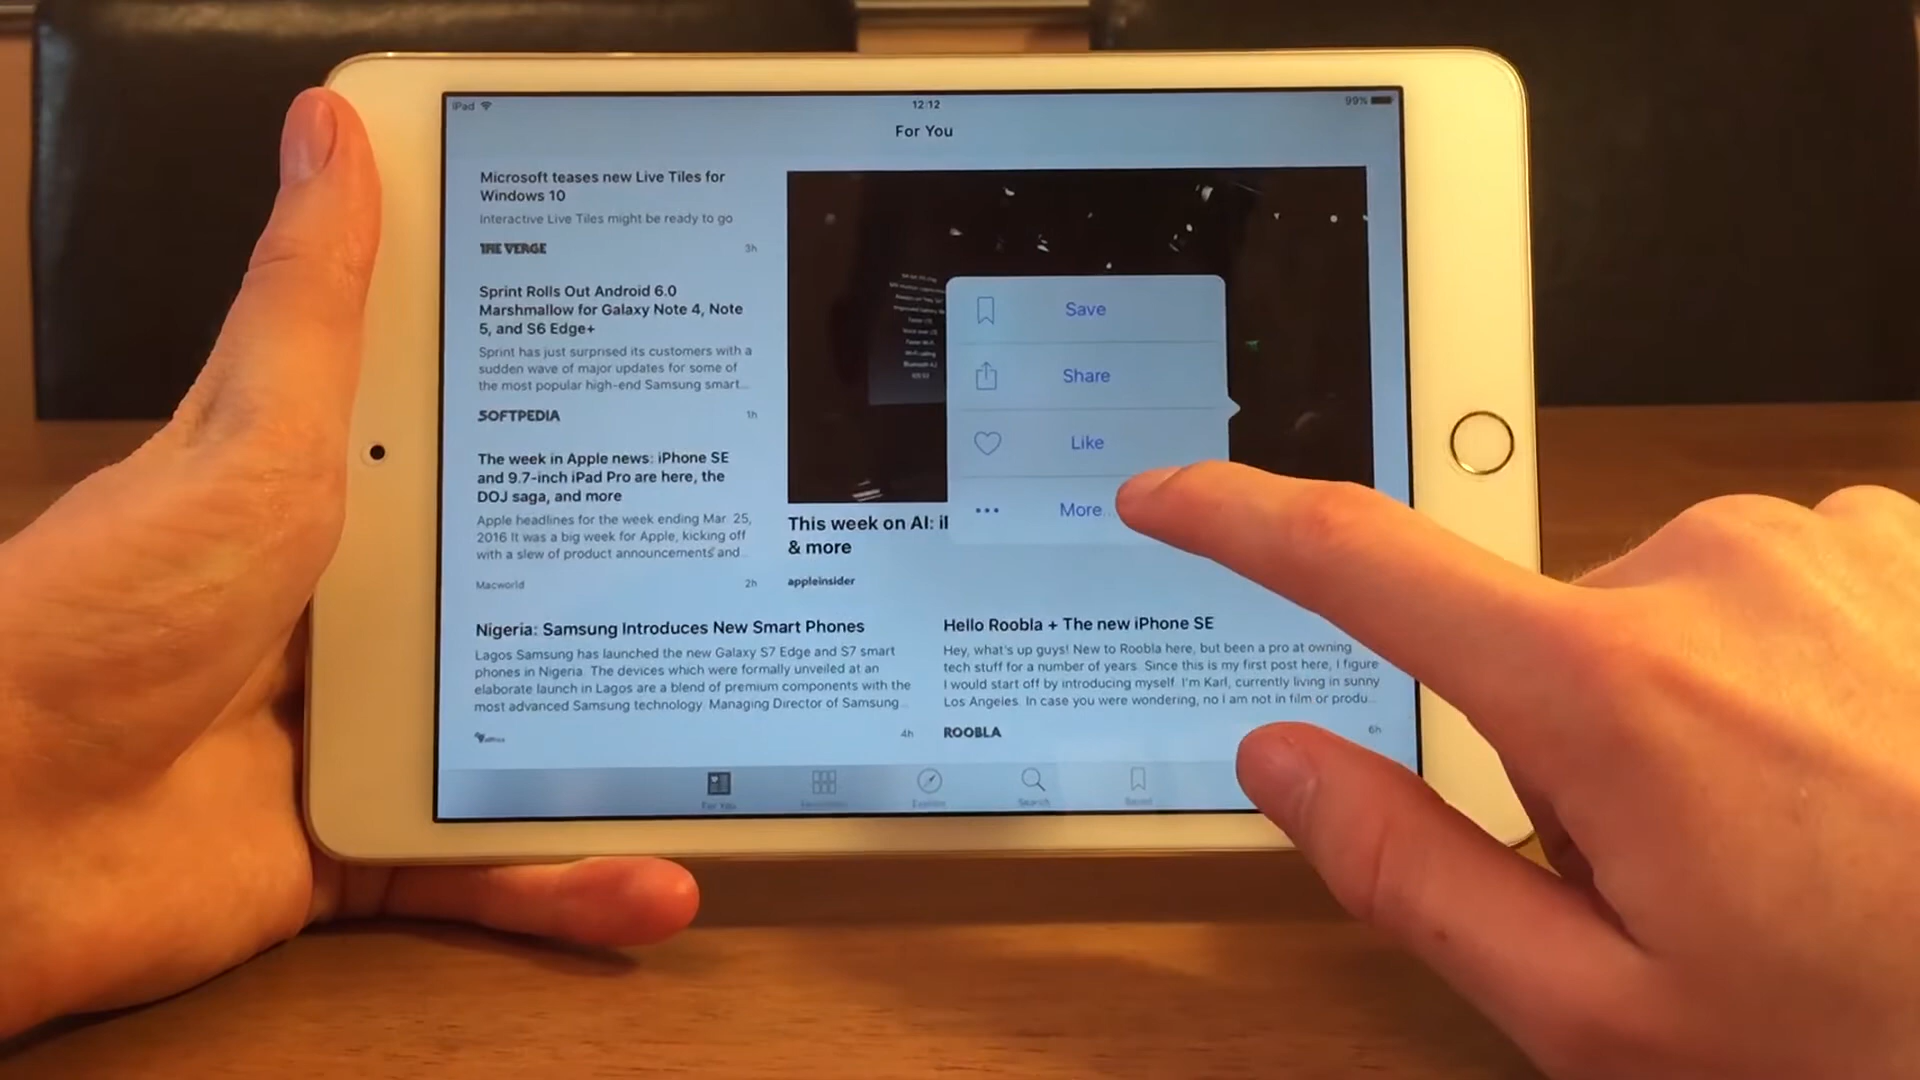 iPad
12:12
99%
For You
Microsoft teases new Live Tiles for
Windows 10
Interactive Live Tiles might be ready to go
THE VERGE
3h
Sprint Rolls Out Android 6.0
Marshmallow for Galaxy Note 4, Note
5, and S6 Edge+
Sprint has just surprised its customers with a
sudden wave of major updates for some of
the most popular high-end Samsung smart...
SOFTPEDIA
1h
The week in Apple news: iPhone SE
and 9.7-inch iPad Pro are here, the
DOJ saga, and more
Apple headlines for the week ending Mar. 25,
2016 It was a big week for Apple, kicking off
with a slew of product announcements and...
Macworld
2h
Save
Share
Like
More...
This week on AI:
& more
appleinsider
Nigeria: Samsung Introduces New Smart Phones
Lagos Samsung has launched the new Galaxy S7 Edge and S7 smart
phones in Nigeria. The devices which were formally unveiled at an
elaborate launch in Lagos are a blend of premium components with the
most advanced Samsung technology. Managing Director of Samsung...
4h
Hello Roobla + The new iPhone SE
Hey, what's up guys! New to Roobla here, but been a pro at owning
tech stuff for a number of years. Since this is my first post here, I figure
I would start off by introducing myself. I'm Karl, currently living in sunny
Los Angeles. In case you were wondering, no i am not in film or produ...
ROOBLA
6h
For You
Favorites
Explore
Search
Saved